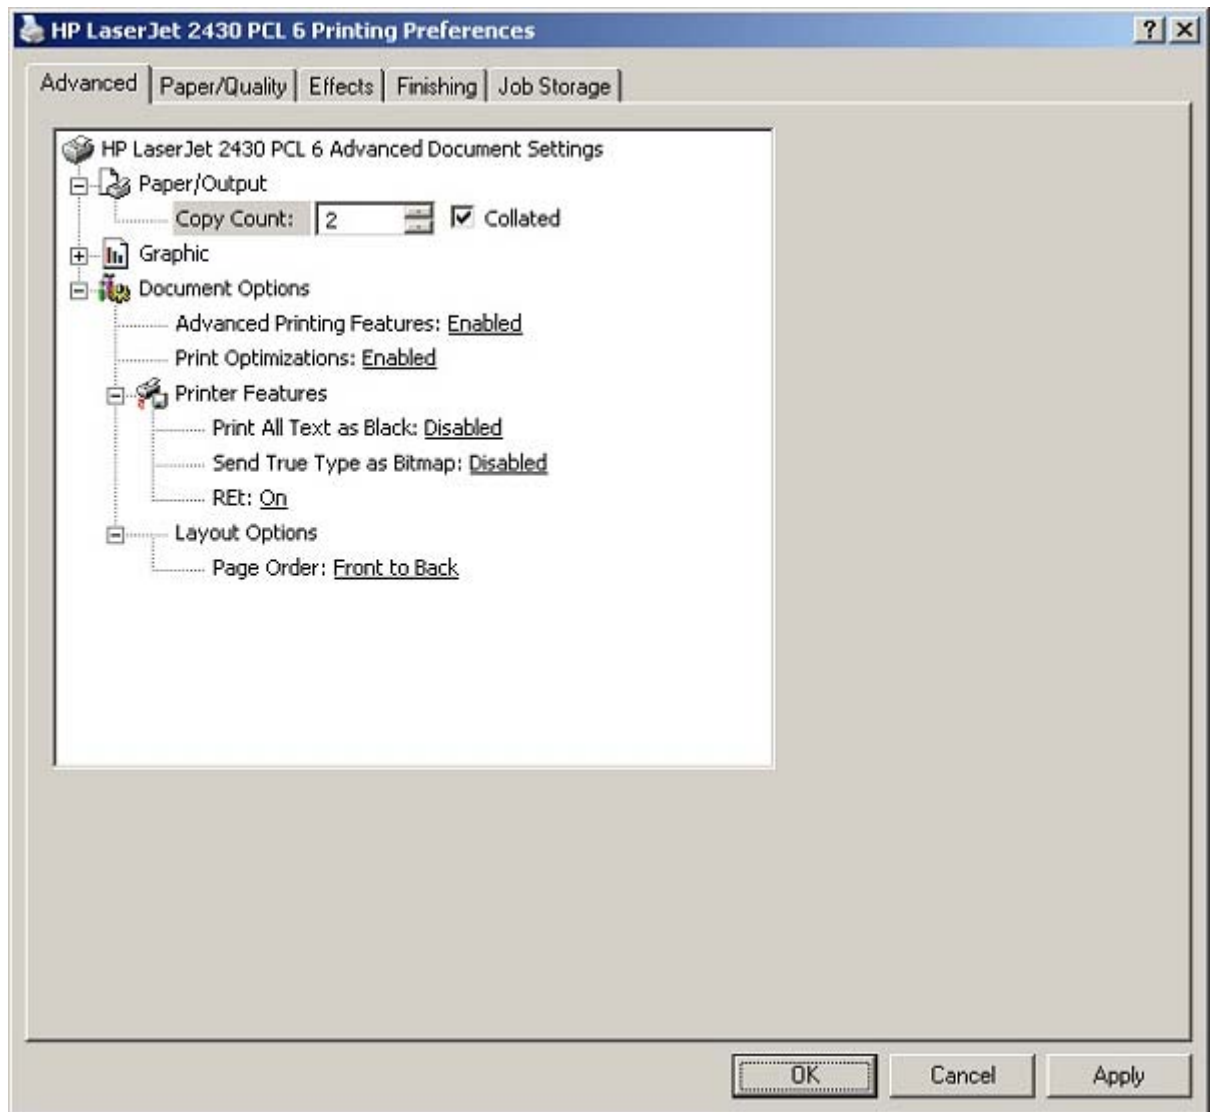 HP LaserJet 2430 PCL 6 Printing Preferences
Advanced Paper/Quality Effects Finishing Job Storage
HP LaserJet 2430 PCL 6 Advanced Document Settings
Paper/Output
Copy Count: 2 Collated
Graphic
Document Options
Advanced Printing Features: Enabled
Print Optimizations: Enabled
Printer Features
Print All Text as Black: Disabled
Send True Type as Bitmap: Disabled
REt: On
Layout Options
Page Order: Front to Back
OK Cancel Apply